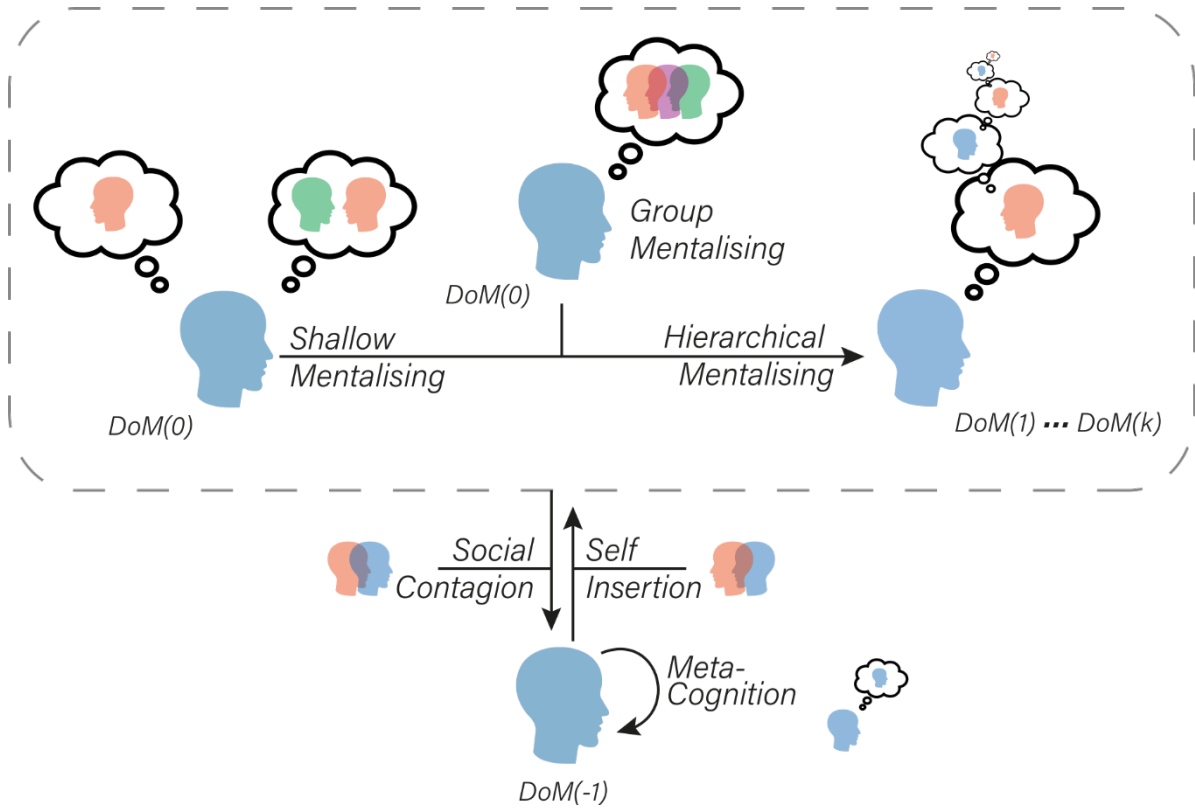 Group
Mentalising
DoM(0)
Shallow
Mentalising
Hierarchical
Mentalising
DoM(0)
DoM(1) ••• DoM(k)
Social
Contagion
Self
Insertion
Meta-
Cognition
DoM(-1)